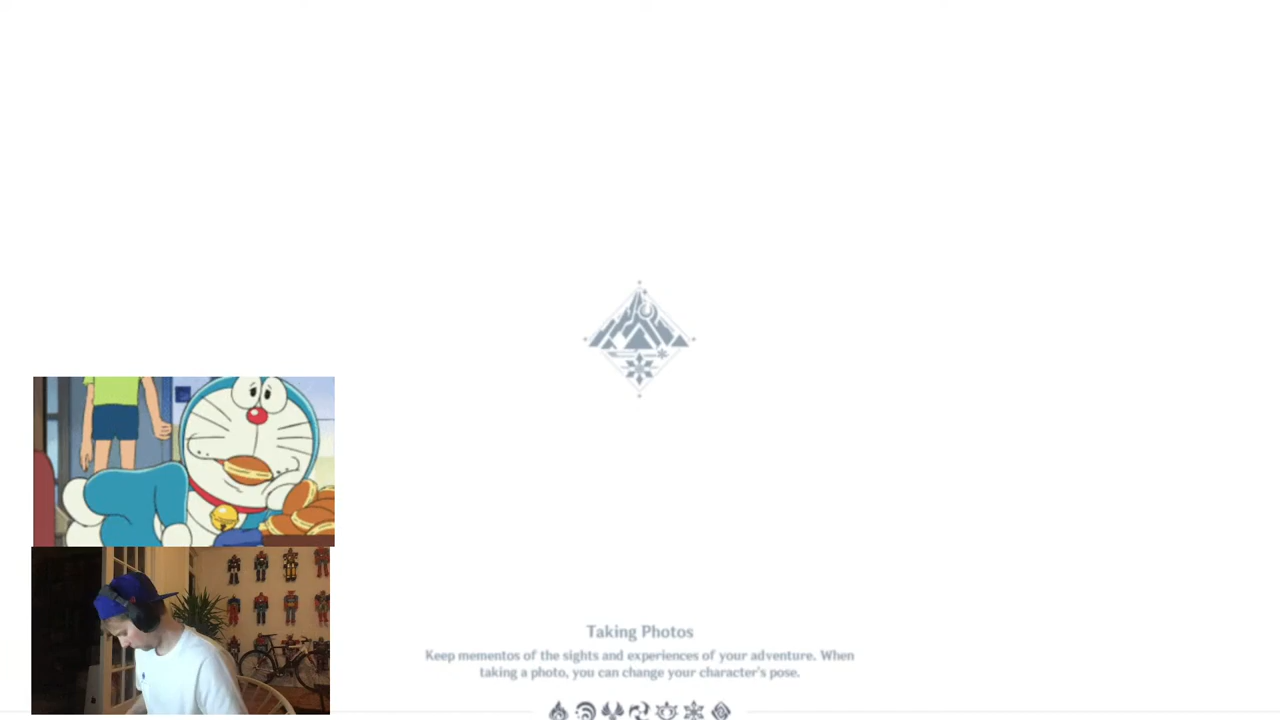 Taking Photos
Keep mementos of the sights and experiences of your adventure. When
taking a photo, you can change your character's pose.